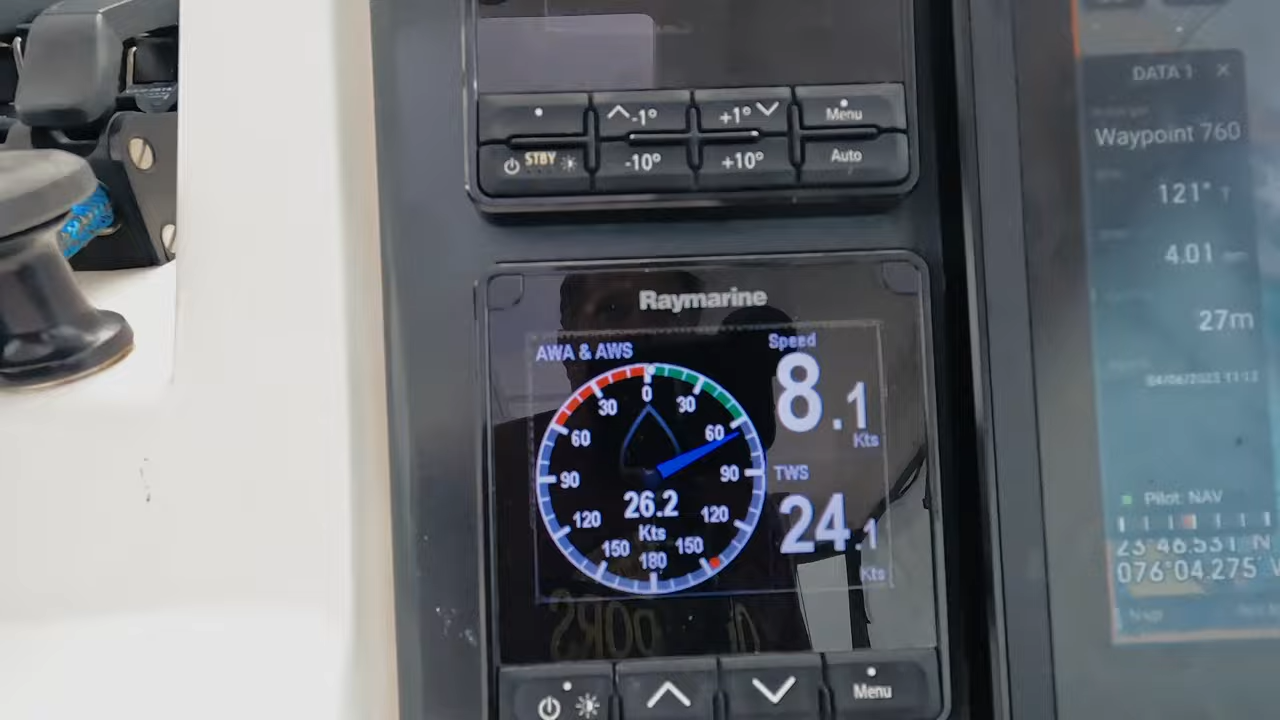 -1° +1° Menu
STBY -10° +10° Auto
DATA 1
Waypoint 760
121° T
4.01
27m
Raymarine
AWA & AWS
0
30 30
60 60
90 90
120 120
150 150
180
26.2
Kts
Speed
8.1
Kts
TWS
24.1
Kts
Pilot: NAV
23°46.531' N
076°04.275' W
Menu